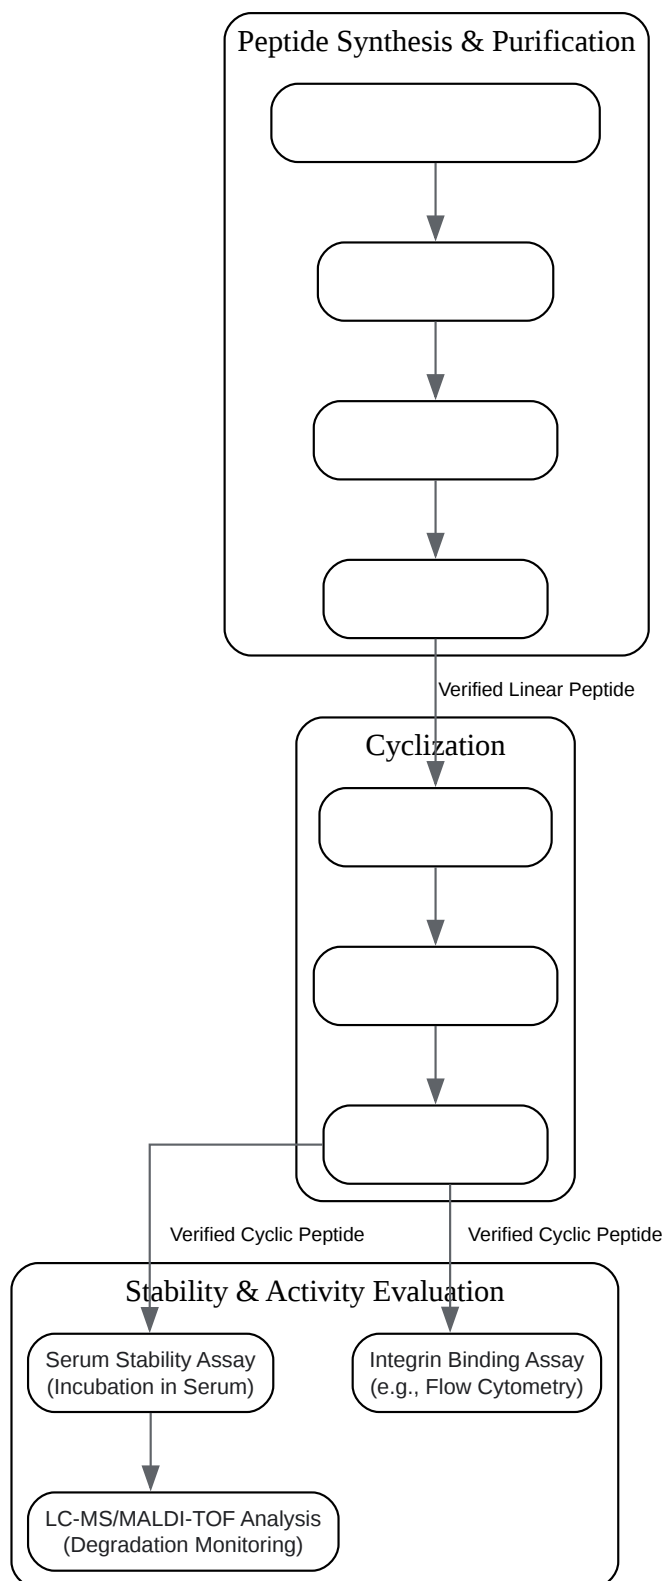 Peptide Synthesis & Purification
Verified Linear Peptide
Cyclization
Verified Cyclic Peptide
Verified Cyclic Peptide
Stability & Activity Evaluation
Serum Stability Assay
(Incubation in Serum)
Integrin Binding Assay
(e.g., Flow Cytometry)
LC-MS/MALDI-TOF Analysis
(Degradation Monitoring)